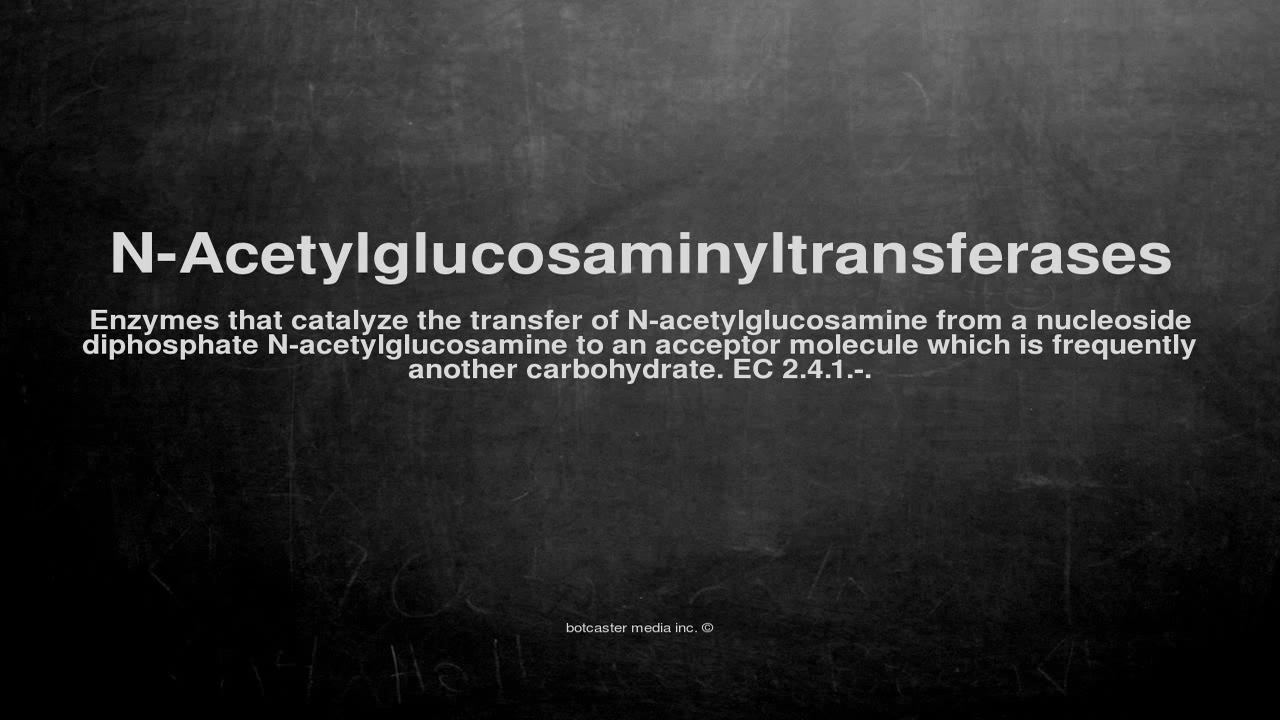 N-Acetylglucosaminyltransferases
Enzymes that catalyze the transfer of N-acetylglucosamine from a nucleoside
diphosphate N-acetylglucosamine to an acceptor molecule which is frequently
another carbohydrate. EC 2.4.1.-.
botcaster media inc. ©